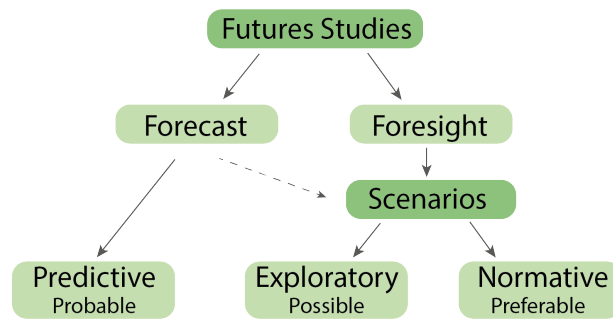 Futures Studies
Forecast
Foresight
Scenarios
Predictive
Probable
Exploratory
Possible
Normative
Preferable